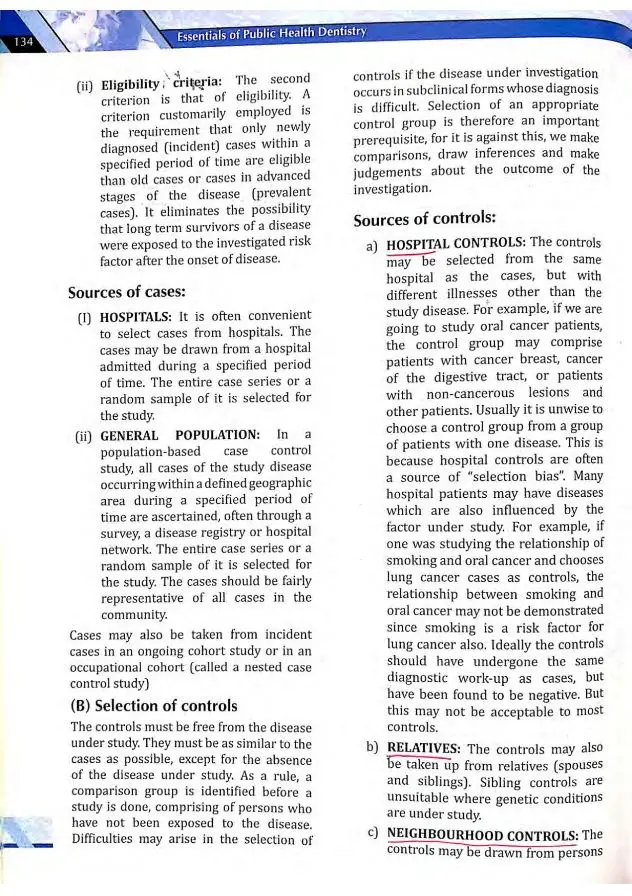 134
Essentials of Public Health Dentistry
(ii) Eligibility criteria: The second
criterion is that of eligibility. A
criterion customarily employed is
the requirement that only newly
diagnosed (incident) cases within a
specified period of time are eligible
than old cases or cases in advanced
stages of the disease (prevalent
cases). It eliminates the possibility
that long term survivors of a disease
were exposed to the investigated risk
factor after the onset of disease.
Sources of cases:
(I) HOSPITALS: It is often convenient
to select cases from hospitals. The
cases may be drawn from a hospital
admitted during a specified period
of time. The entire case series or a
random sample of it is selected for
the study.
(ii) GENERAL POPULATION: In a
population-based case control
study, all cases of the study disease
occurring within a defined geographic
area during a specified period of
time are ascertained, often through a
survey, a disease registry or hospital
network. The entire case series or a
random sample of it is selected for
the study. The cases should be fairly
representative of all cases in the
community.
Cases may also be taken from incident
cases in an ongoing cohort study or in an
occupational cohort (called a nested case
control study)
(B) Selection of controls
The controls must be free from the disease
under study. They must be as similar to the
cases as possible, except for the absence
of the disease under study. As a rule, a
comparison group is identified before a
study is done, comprising of persons who
have not been exposed to the disease.
Difficulties may arise in the selection of
controls if the disease under investigation
occurs in subclinical forms whose diagnosis
is difficult. Selection of an appropriate
control group is therefore an important
prerequisite, for it is against this, we make
comparisons, draw inferences and make
judgements about the outcome of the
investigation.
Sources of controls:
a) HOSPITAL CONTROLS: The controls
may be selected from the same
hospital as the cases, but with
different illnesses other than the
study disease. For example, if we are
going to study oral cancer patients,
the control group may comprise
patients with cancer breast, cancer
of the digestive tract, or patients
with non-cancerous lesions and
other patients. Usually it is unwise to
choose a control group from a group
of patients with one disease. This is
because hospital controls are often
a source of "selection bias". Many
hospital patients may have diseases
which are also influenced by the
factor under study. For example, if
one was studying the relationship of
smoking and oral cancer and chooses
lung cancer cases as controls, the
relationship between smoking and
oral cancer may not be demonstrated
since smoking is a risk factor for
lung cancer also. Ideally the controls
should have undergone the same
diagnostic work-up as cases, but
have been found to be negative. But
this may not be acceptable to most
controls.
b) RELATIVES: The controls may also
be taken up from relatives (spouses
and siblings). Sibling controls are
unsuitable where genetic conditions
are under study.
c) NEIGHBOURHOOD CONTROLS: The
controls may be drawn from persons